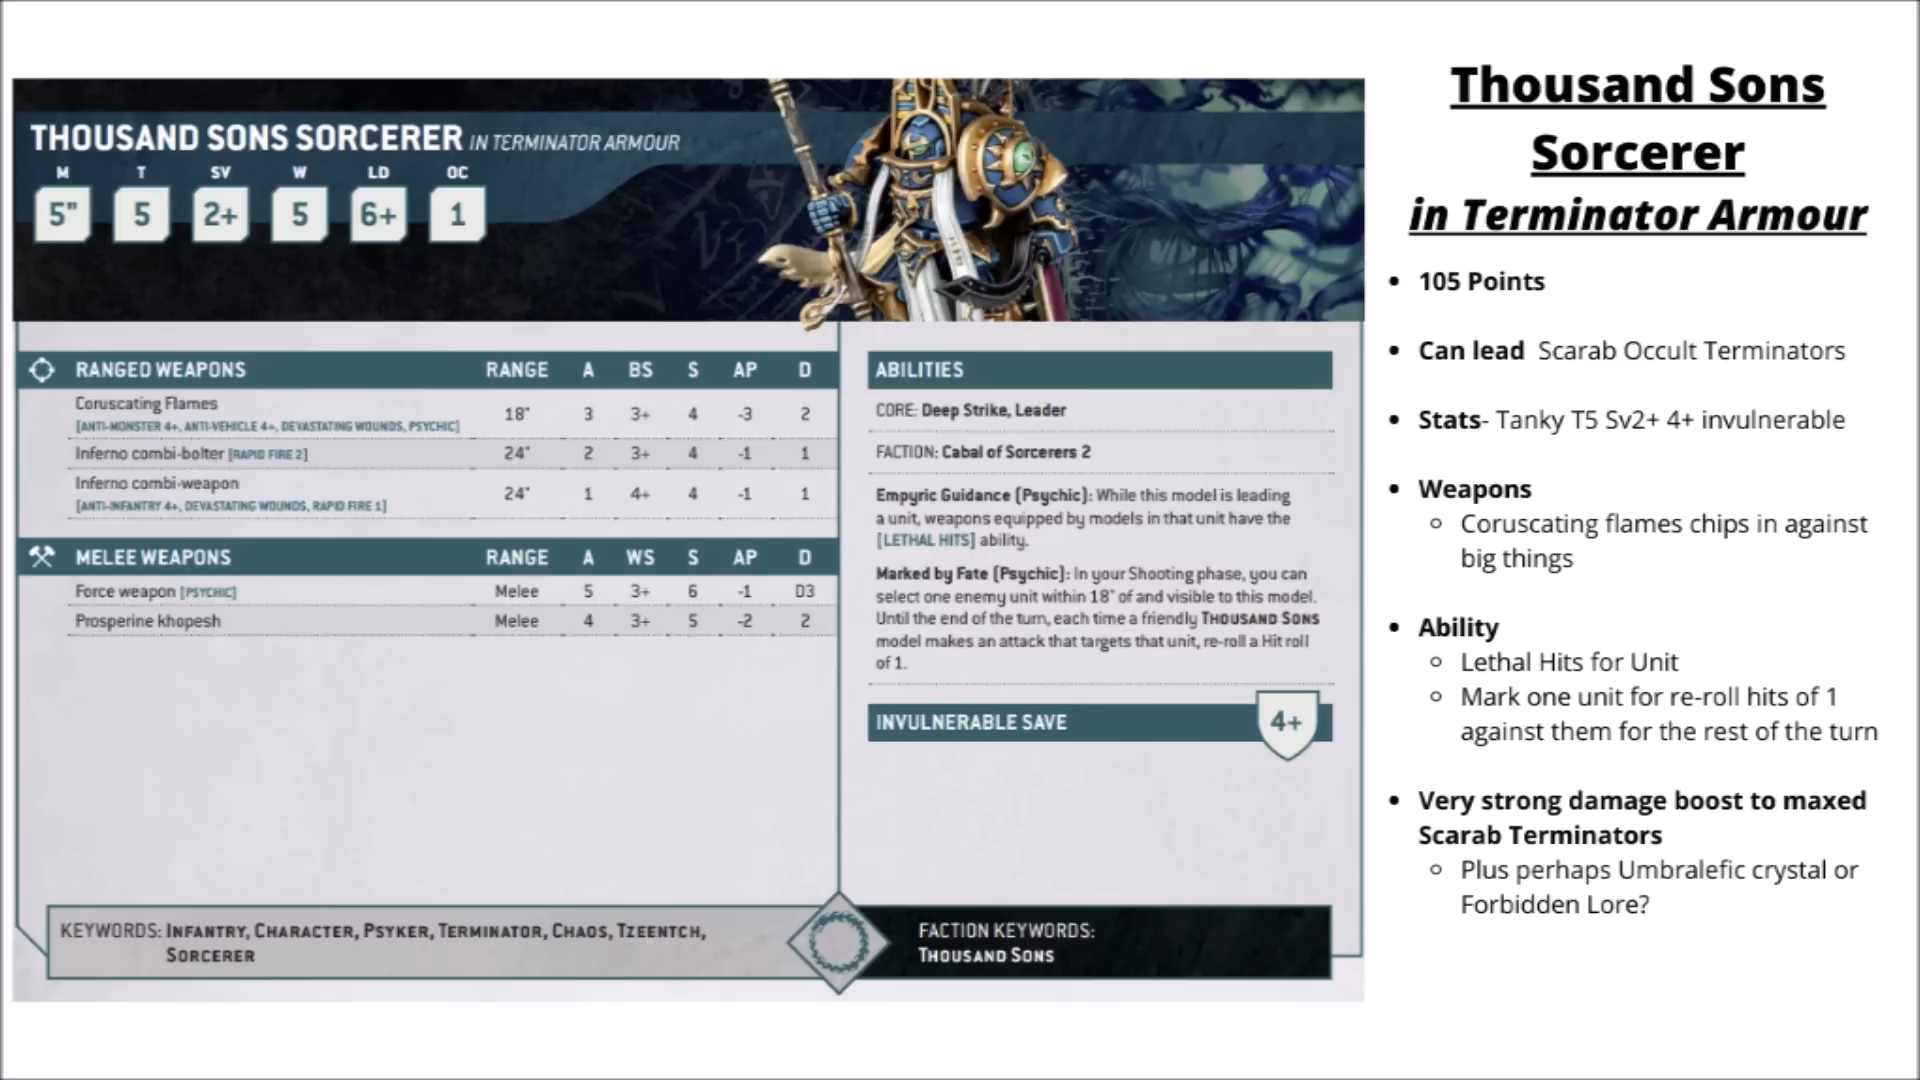 THOUSAND SONS SORCERER IN TERMINATOR ARMOUR
M T SV W LD OC
5" 5 2+ 5 6+ 1
RANGED WEAPONS RANGE A BS S AP D
Coruscating Flames
[ANTI-MONSTER 4+, ANTI-VEHICLE 4+, DEVASTATING WOUNDS, PSYCHIC] 18" 3 3+ 4 -3 2
Inferno combi-bolter [RAPID FIRE 2] 24" 2 3+ 4 -1 1
Inferno combi-weapon
[ANTI-INFANTRY 4+, DEVASTATING WOUNDS, RAPID FIRE 1] 24" 1 4+ 4 -1 1
MELEE WEAPONS RANGE A WS S AP D
Force weapon [PSYCHIC] Melee 5 3+ 6 -1 D3
Prosperine khopesh Melee 4 3+ 5 -2 2
ABILITIES
CORE: Deep Strike, Leader
FACTION: Cabal of Sorcerers 2
Empyric Guidance (Psychic): While this model is leading
a unit, weapons equipped by models in that unit have the
[LETHAL HITS] ability.
Marked by Fate (Psychic): In your Shooting phase, you can
select one enemy unit within 18" of and visible to this model.
Until the end of the turn, each time a friendly THOUSAND SONS
model makes an attack that targets that unit, re-roll a Hit roll
of 1.
INVULNERABLE SAVE 4+
KEYWORDS: INFANTRY, CHARACTER, PSYKER, TERMINATOR, CHAOS, TZEENTCH,
SORCERER
FACTION KEYWORDS:
THOUSAND SONS
Thousand Sons
Sorcerer
in Terminator Armour
• 105 Points
• Can lead Scarab Occult Terminators
• Stats- Tanky T5 Sv2+ 4+ invulnerable
• Weapons
◦ Coruscating flames chips in against
big things
• Ability
◦ Lethal Hits for Unit
◦ Mark one unit for re-roll hits of 1
against them for the rest of the turn
• Very strong damage boost to maxed
Scarab Terminators
◦ Plus perhaps Umbralefic crystal or
Forbidden Lore?